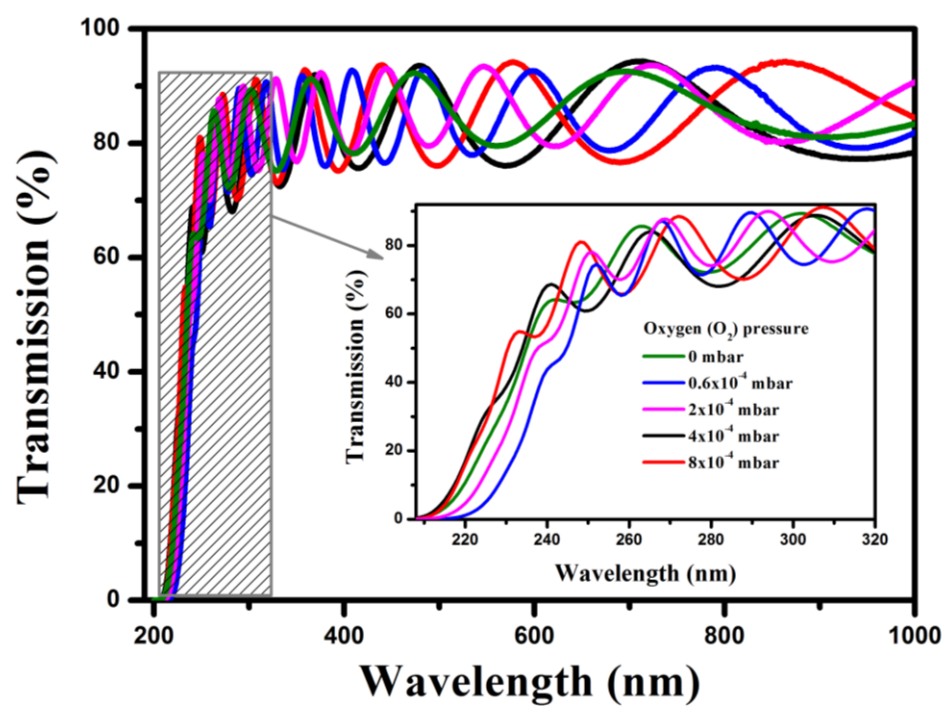 100
80
60
40
20
0
Transmission (%)
200
400
600
800
1000
Wavelength (nm)
80
60
40
20
0
Transmission (%)
Oxygen (O₂) pressure
0 mbar
0.6x10⁻⁴ mbar
2x10⁻⁴ mbar
4x10⁻⁴ mbar
8x10⁻⁴ mbar
220
240
260
280
300
320
Wavelength (nm)